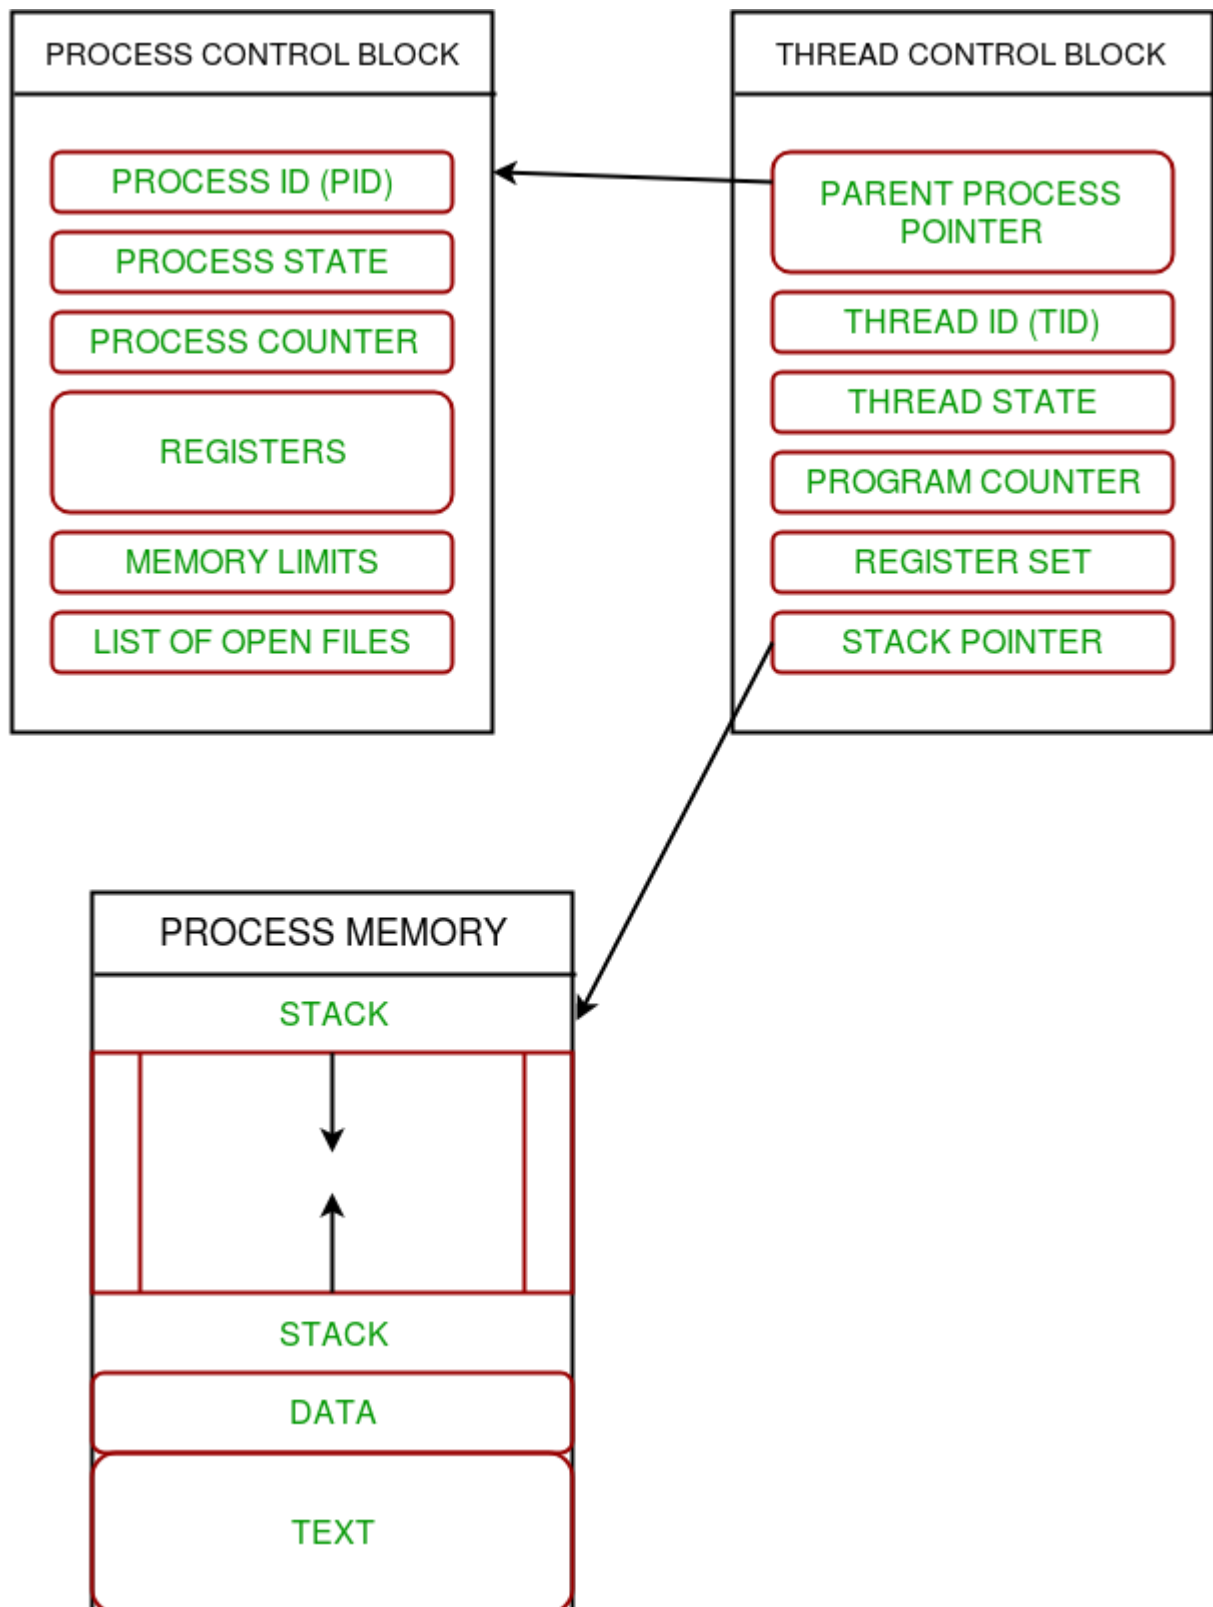 PROCESS CONTROL BLOCK
PROCESS ID (PID)
PROCESS STATE
PROCESS COUNTER
REGISTERS
MEMORY LIMITS
LIST OF OPEN FILES
THREAD CONTROL BLOCK
PARENT PROCESS
POINTER
THREAD ID (TID)
THREAD STATE
PROGRAM COUNTER
REGISTER SET
STACK POINTER
PROCESS MEMORY
STACK
STACK
DATA
TEXT